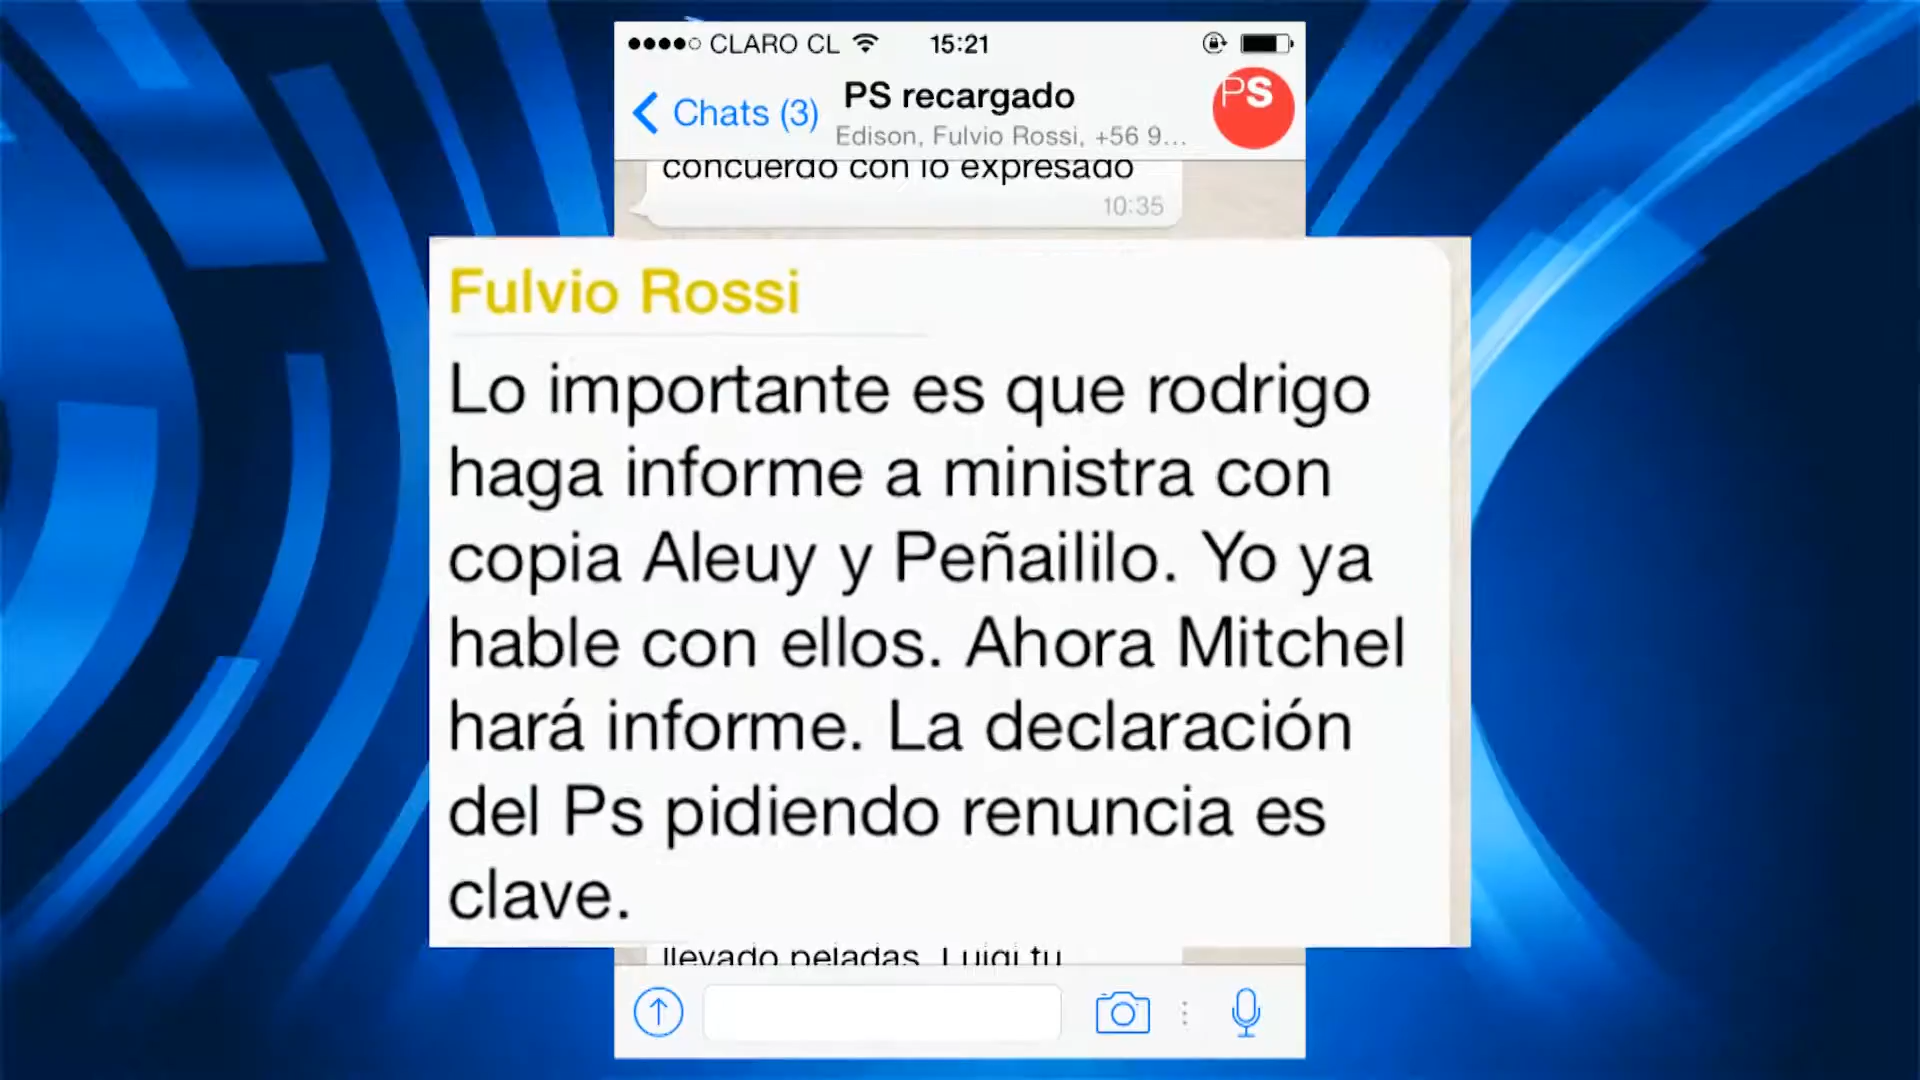 CLARO CL 15:21
Chats (3)
PS recargado
Edison, Fulvio Rossi, +56 9...
PS
concuerdo con lo expresado
10:35
Fulvio Rossi
Lo importante es que rodrigo
haga informe a ministra con
copia Aleuy y Peñaililo. Yo ya
hable con ellos. Ahora Mitchel
hará informe. La declaración
del Ps pidiendo renuncia es
clave.
llevado peladas. Luigi tu